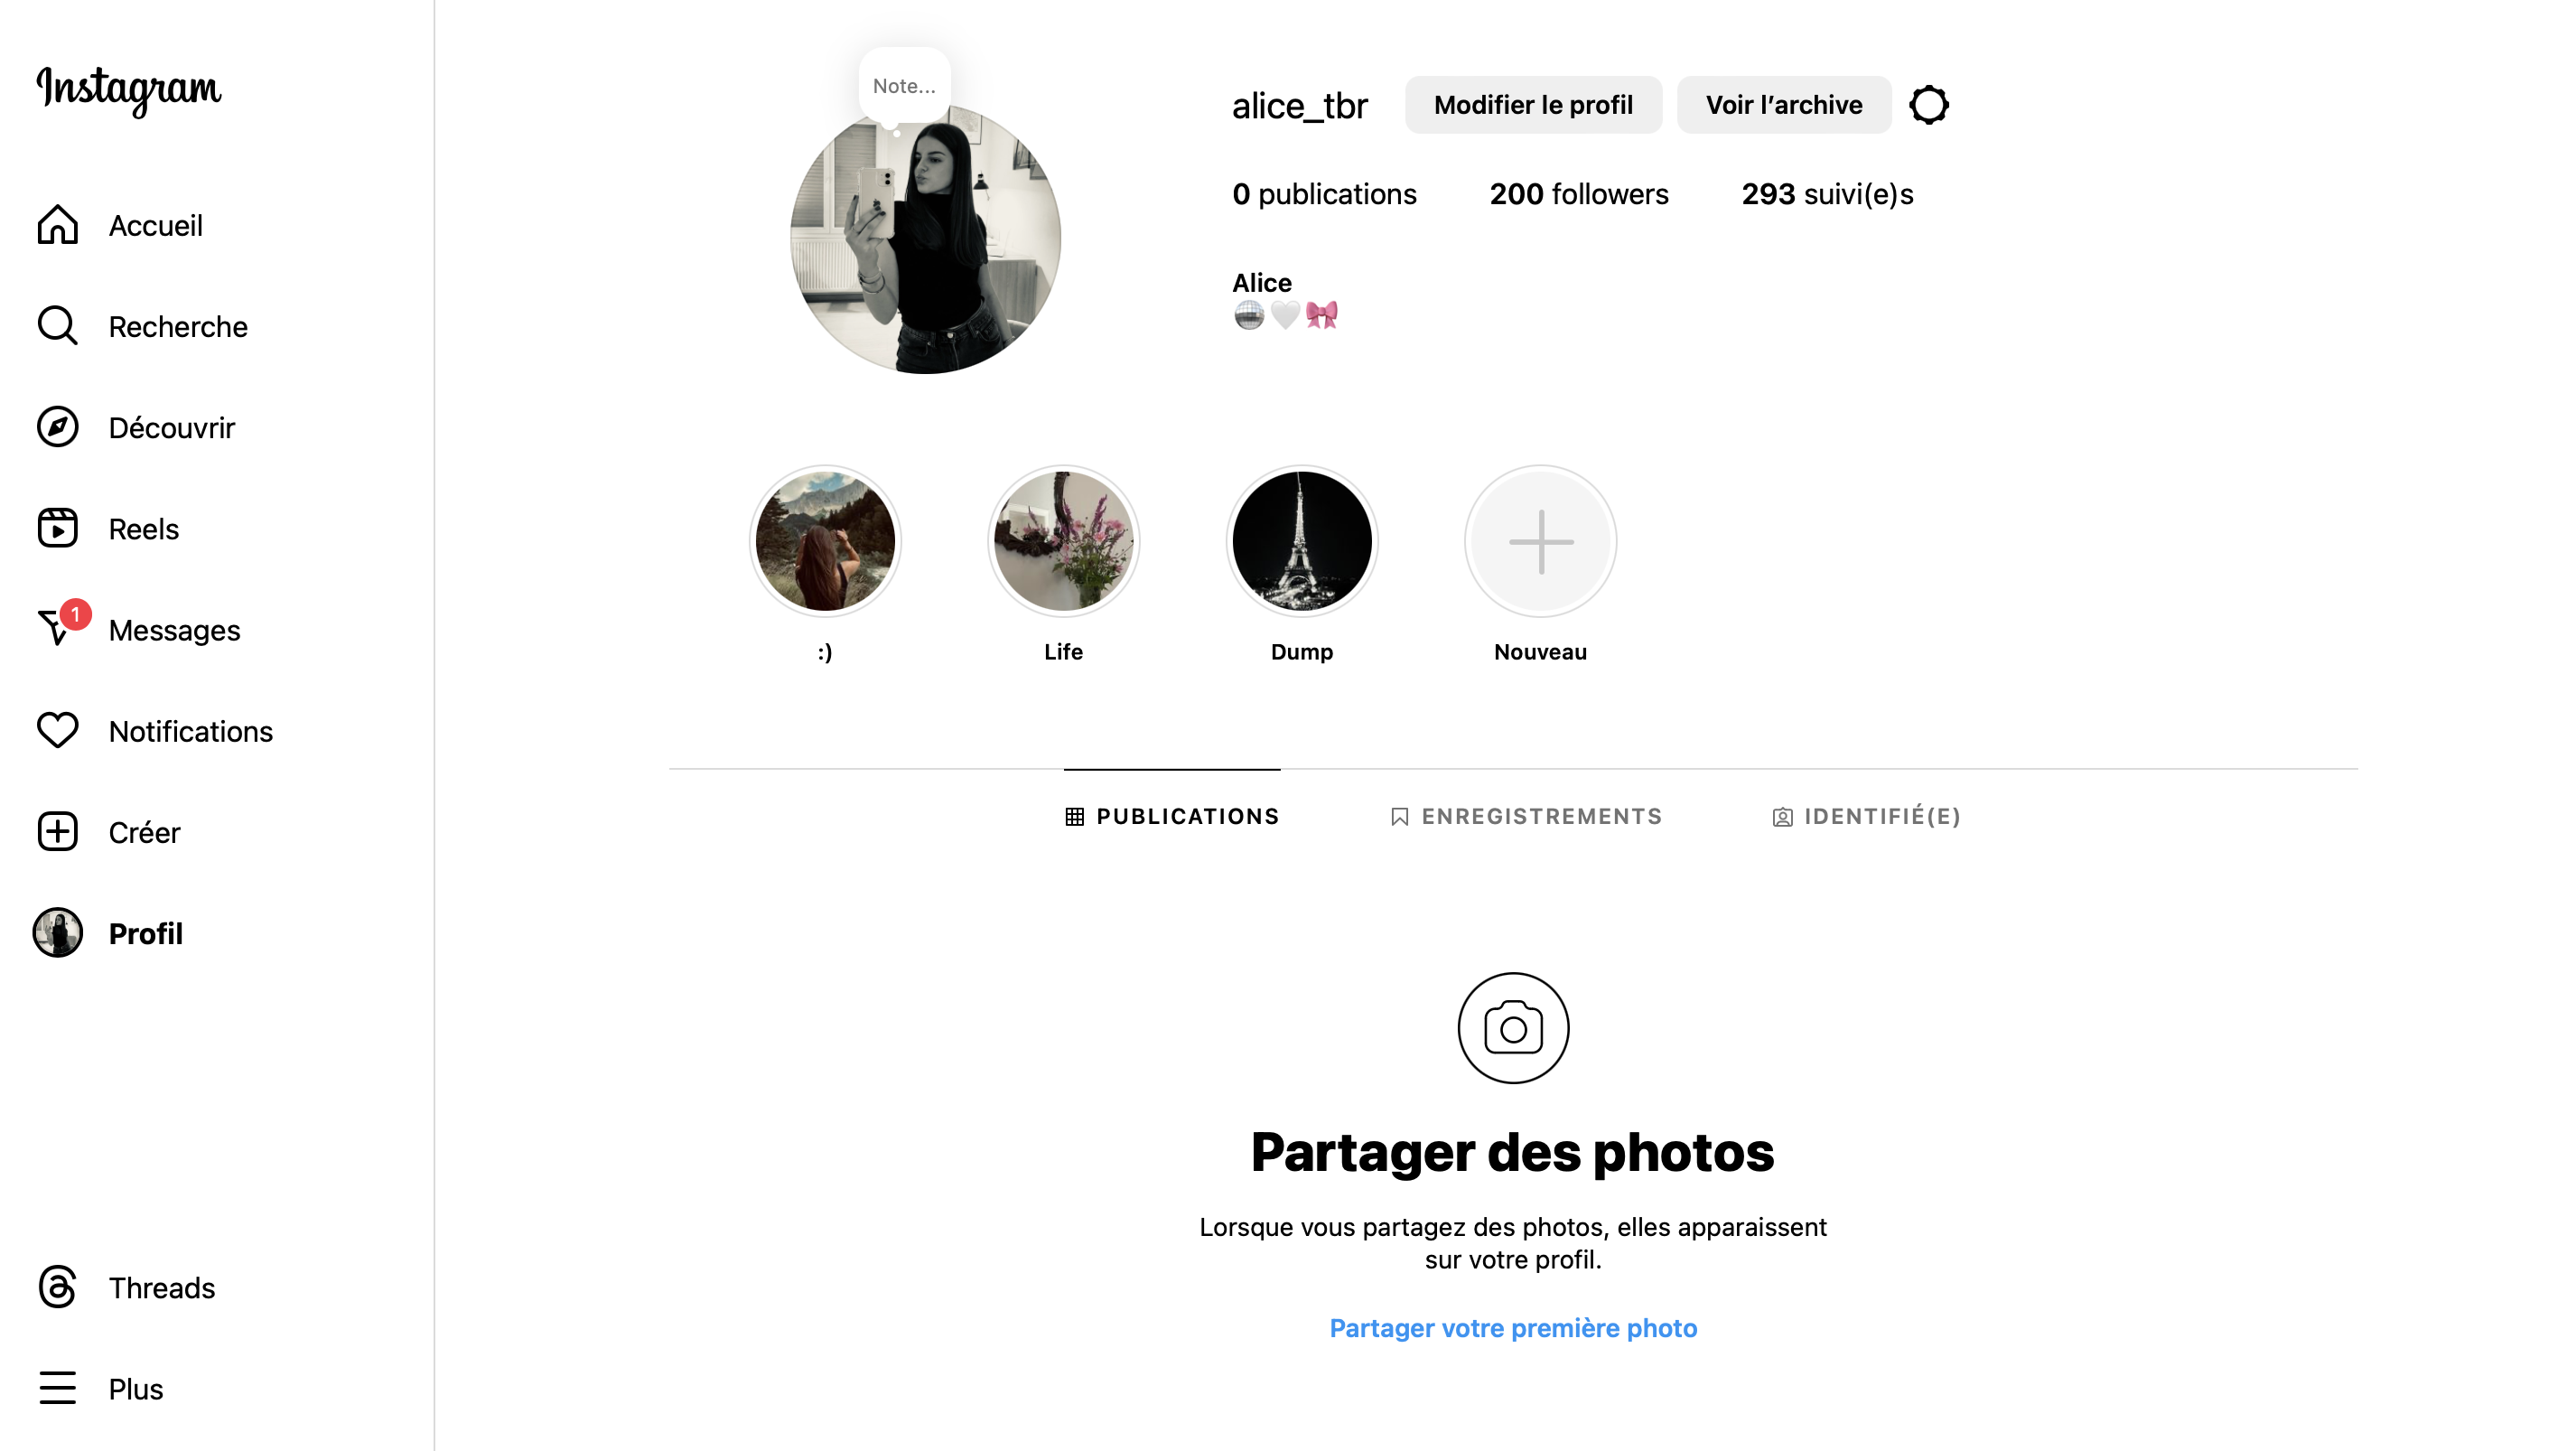 Instagram
Accueil
Recherche
Découvrir
Reels
1
Messages
Notifications
Créer
Profil
Threads
Plus
Note...
alice_tbr
Modifier le profil
Voir l’archive
0 publications
200 followers
293 suivi(e)s
Alice
:)
Life
Dump
Nouveau
PUBLICATIONS
ENREGISTREMENTS
IDENTIFIÉ(E)
Partager des photos
Lorsque vous partagez des photos, elles apparaissent
sur votre profil.
Partager votre première photo